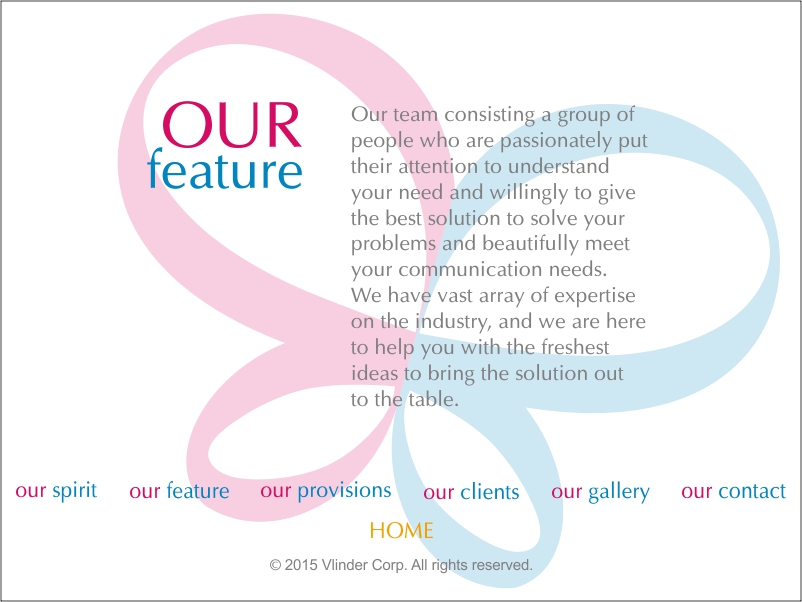 OUR
feature
Our team consisting a group of
people who are passionately put
their attention to understand
your need and willingly to give
the best solution to solve your
problems and beautifully meet
your communication needs.
We have vast array of expertise
on the industry, and we are here
to help you with the freshest
ideas to bring the solution out
to the table.
our spirit our feature our provisions our clients our gallery our contact
HOME
© 2015 Vlinder Corp. All rights reserved.